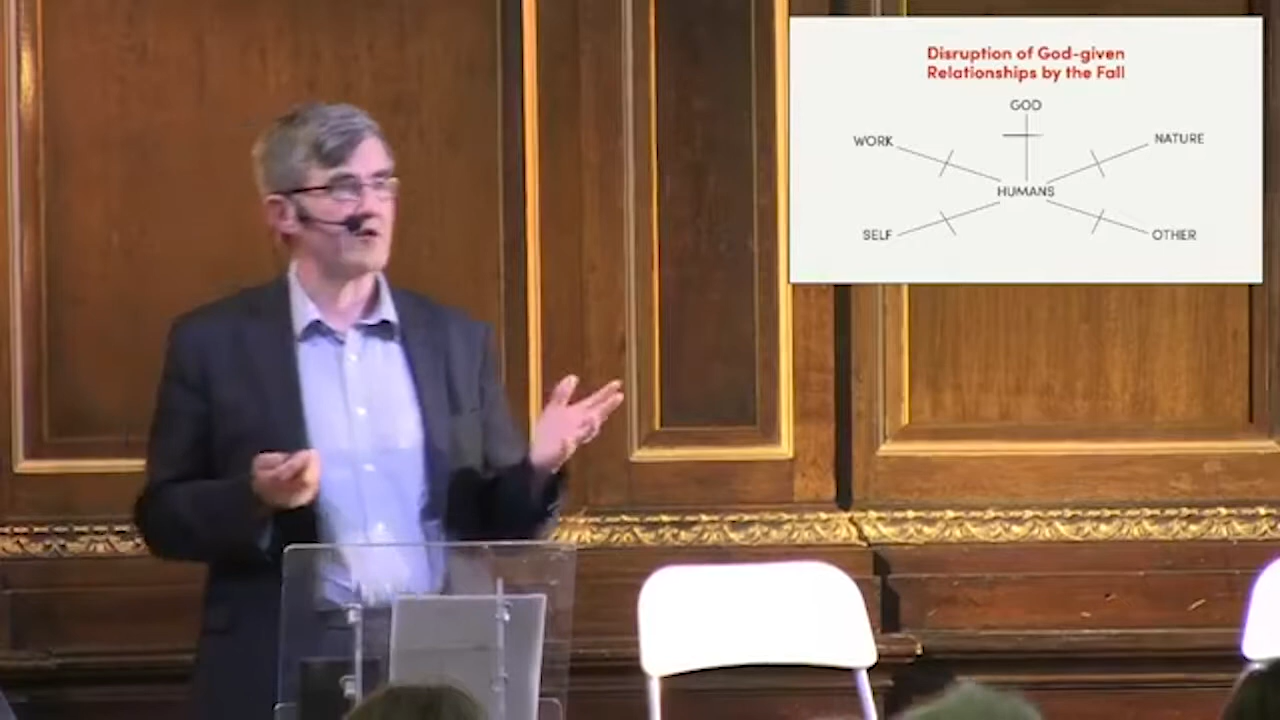 Disruption of God-given
Relationships by the Fall
GOD
WORK
NATURE
HUMANS
SELF
OTHER